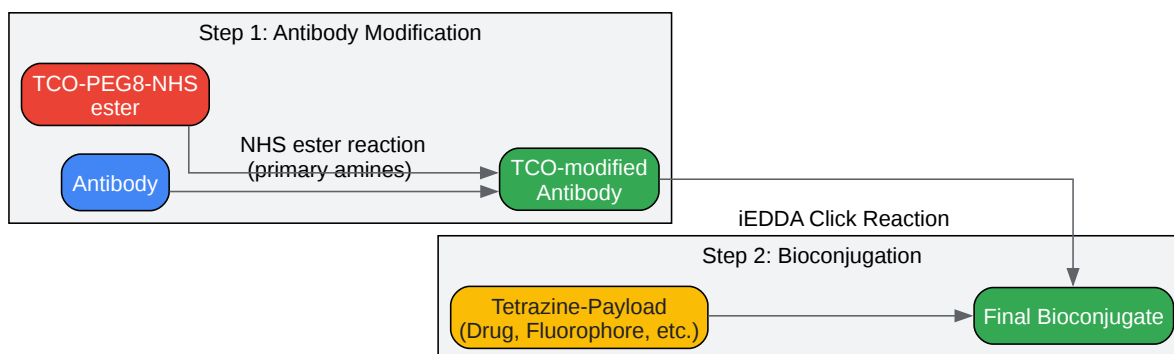 Step 1: Antibody Modification
TCO-PEG8-NHS
ester
NHS ester reaction
(primary amines)
Antibody
TCO-modified
Antibody
iEDDA Click Reaction
Step 2: Bioconjugation
Tetrazine-Payload
(Drug, Fluorophore, etc.)
Final Bioconjugate